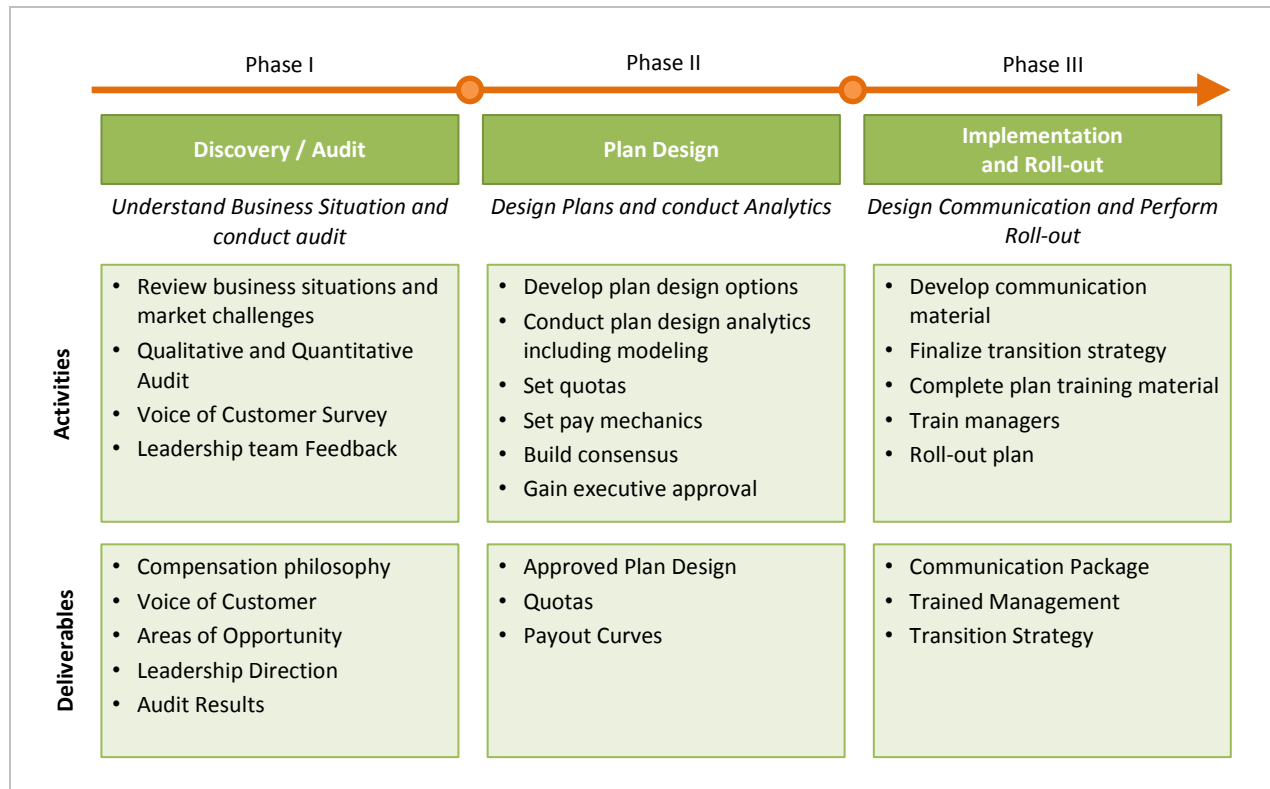 Phase I
Phase II
Phase III
Discovery / Audit
Plan Design
Implementation
and Roll-out
Understand Business Situation and
conduct audit
Design Plans and conduct Analytics
Design Communication and Perform
Roll-out
Activities
• Review business situations and
market challenges
• Qualitative and Quantitative
Audit
• Voice of Customer Survey
• Leadership team Feedback
• Develop plan design options
• Conduct plan design analytics
including modeling
• Set quotas
• Set pay mechanics
• Build consensus
• Gain executive approval
• Develop communication
material
• Finalize transition strategy
• Complete plan training material
• Train managers
• Roll-out plan
Deliverables
• Compensation philosophy
• Voice of Customer
• Areas of Opportunity
• Leadership Direction
• Audit Results
• Approved Plan Design
• Quotas
• Payout Curves
• Communication Package
• Trained Management
• Transition Strategy